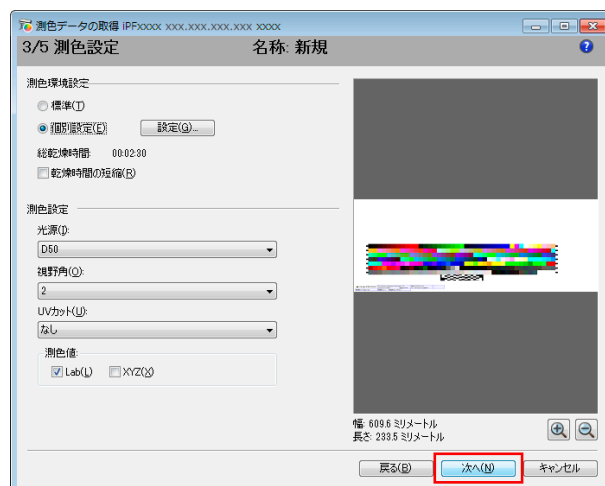 測色データの取得 iPFxxxx xxx.xxx.xxx.xxx xxxx
3/5 測色設定 名称: 新規
測色環境設定
標準(T)
個別設定(E) 設定(G)...
総乾燥時間: 00:02:30
乾燥時間の短縮(R)
測色設定
光源(I):
D50
視野角(O):
2
UVカット(U):
なし
測色値:
Lab(L) XYZ(X)
幅: 609.6 ミリメートル
長さ: 233.5 ミリメートル
戻る(B) 次へ(N) キャンセル